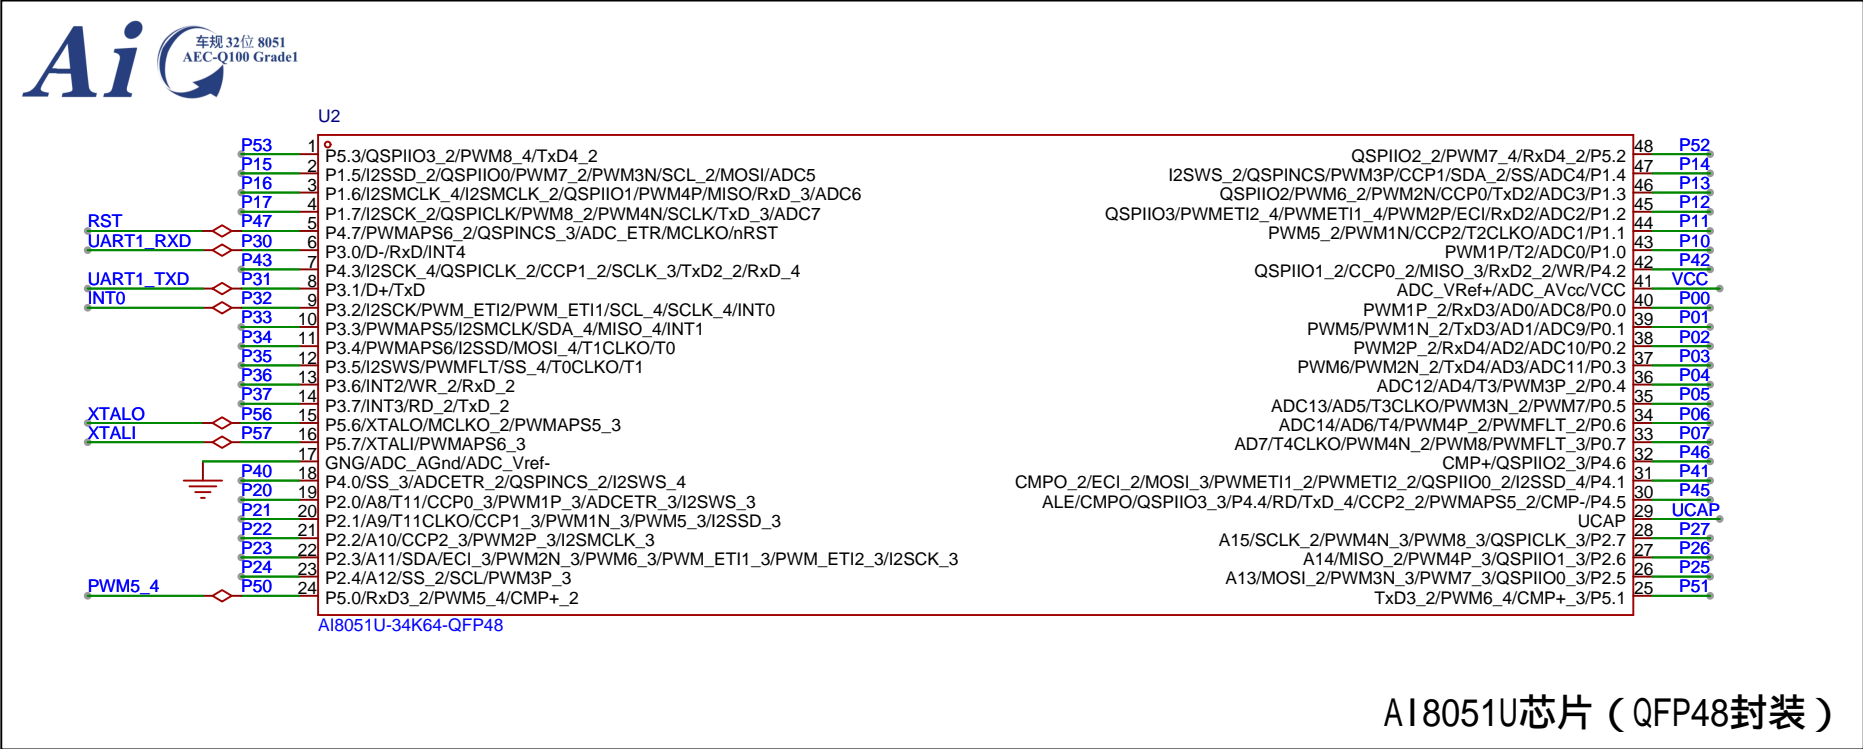 Ai
车规 32位 8051
AEC-Q100 Grade1
U2
P53 1 P5.3/QSPIIO3_2/PWM8_4/TxD4_2
P15 2 P1.5/I2SSD_2/QSPIIO0/PWM7_2/PWM3N/SCL_2/MOSI/ADC5
P16 3 P1.6/I2SMCLK_4/I2SMCLK_2/QSPIIO1/PWM4P/MISO/RxD_3/ADC6
P17 4 P1.7/I2SCK_2/QSPICLK/PWM8_2/PWM4N/SCLK/TxD_3/ADC7
RST P47 5 P4.7/PWMAPS6_2/QSPINCS_3/ADC_ETR/MCLKO/nRST
UART1_RXD P30 6 P3.0/D-/RxD/INT4
P43 7 P4.3/I2SCK_4/QSPICLK_2/CCP1_2/SCLK_3/TxD2_2/RxD_4
UART1_TXD P31 8 P3.1/D+/TxD
INT0 P32 9 P3.2/I2SCK/PWM_ETI2/PWM_ETI1/SCL_4/SCLK_4/INT0
P33 10 P3.3/PWMAPS5/I2SMCLK/SDA_4/MISO_4/INT1
P34 11 P3.4/PWMAPS6/I2SSD/MOSI_4/T1CLKO/T0
P35 12 P3.5/I2SWS/PWMFLT/SS_4/T0CLKO/T1
P36 13 P3.6/INT2/WR_2/RxD_2
P37 14 P3.7/INT3/RD_2/TxD_2
XTALO P56 15 P5.6/XTALO/MCLKO_2/PWMAPS5_3
XTALI P57 16 P5.7/XTALI/PWMAPS6_3
17 GNG/ADC_AGnd/ADC_Vref-
P40 18 P4.0/SS_3/ADCETR_2/QSPINCS_2/I2SWS_4
P20 19 P2.0/A8/T11/CCP0_3/PWM1P_3/ADCETR_3/I2SWS_3
P21 20 P2.1/A9/T11CLKO/CCP1_3/PWM1N_3/PWM5_3/I2SSD_3
P22 21 P2.2/A10/CCP2_3/PWM2P_3/I2SMCLK_3
P23 22 P2.3/A11/SDA/ECI_3/PWM2N_3/PWM6_3/PWM_ETI1_3/PWM_ETI2_3/I2SCK_3
P24 23 P2.4/A12/SS_2/SCL/PWM3P_3
PWM5_4 P50 24 P5.0/RxD3_2/PWM5_4/CMP+_2
QSPIIO2_2/PWM7_4/RxD4_2/P5.2 48 P52
I2SWS_2/QSPINCS/PWM3P/CCP1/SDA_2/SS/ADC4/P1.4 47 P14
QSPIIO2/PWM6_2/PWM2N/CCP0/TxD2/ADC3/P1.3 46 P13
QSPIIO3/PWMETI2_4/PWMETI1_4/PWM2P/ECI/RxD2/ADC2/P1.2 45 P12
PWM5_2/PWM1N/CCP2/T2CLKO/ADC1/P1.1 44 P11
PWM1P/T2/ADC0/P1.0 43 P10
QSPIIO1_2/CCP0_2/MISO_3/RxD2_2/WR/P4.2 42 P42
ADC_VRef+/ADC_AVcc/VCC 41 VCC
PWM1P_2/RxD3/AD0/ADC8/P0.0 40 P00
PWM5/PWM1N_2/TxD3/AD1/ADC9/P0.1 39 P01
PWM2P_2/RxD4/AD2/ADC10/P0.2 38 P02
PWM6/PWM2N_2/TxD4/AD3/ADC11/P0.3 37 P03
ADC12/AD4/T3/PWM3P_2/P0.4 36 P04
ADC13/AD5/T3CLKO/PWM3N_2/PWM7/P0.5 35 P05
ADC14/AD6/T4/PWM4P_2/PWMFLT_2/P0.6 34 P06
AD7/T4CLKO/PWM4N_2/PWM8/PWMFLT_3/P0.7 33 P07
CMP+/QSPIIO2_3/P4.6 32 P46
CMPO_2/ECI_2/MOSI_3/PWMETI1_2/PWMETI2_2/QSPIIO0_2/I2SSD_4/P4.1 31 P41
ALE/CMPO/QSPIIO3_3/P4.4/RD/TxD_4/CCP2_2/PWMAPS5_2/CMP-/P4.5 30 P45
UCAP 29 UCAP
A15/SCLK_2/PWM4N_3/PWM8_3/QSPICLK_3/P2.7 28 P27
A14/MISO_2/PWM4P_3/QSPIIO1_3/P2.6 27 P26
A13/MOSI_2/PWM3N_3/PWM7_3/QSPIIO0_3/P2.5 26 P25
TxD3_2/PWM6_4/CMP+_3/P5.1 25 P51
AI8051U-34K64-QFP48
AI8051U芯片（QFP48封装）